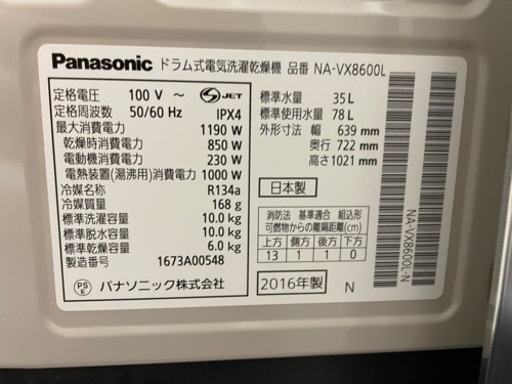 Panasonic ドラム式電気洗濯乾燥機 品番 NA-VX8600L
定格電圧 100 V ～ S JET
定格周波数 50/60 Hz IPX4
最大消費電力 1190 W
乾燥時消費電力 850 W
電動機消費電力 230 W
電熱装置(湯沸用)消費電力 1000 W
冷媒名称 R134a
冷媒質量 168 g
標準洗濯容量 10.0 kg
標準脱水容量 10.0 kg
標準乾燥容量 6.0 kg
製造番号 1673A00548
PS E パナソニック株式会社
標準水量 35 L
標準使用水量 78 L
外形寸法 幅 639 mm
奥行 722 mm
高さ 1021 mm
日本製
消防法 基準適合 組込形
可燃物からの離隔距離(cm)
上方 側方 後方 下方
13 1 1 0
2016年製 N
NA-VX8600L-N